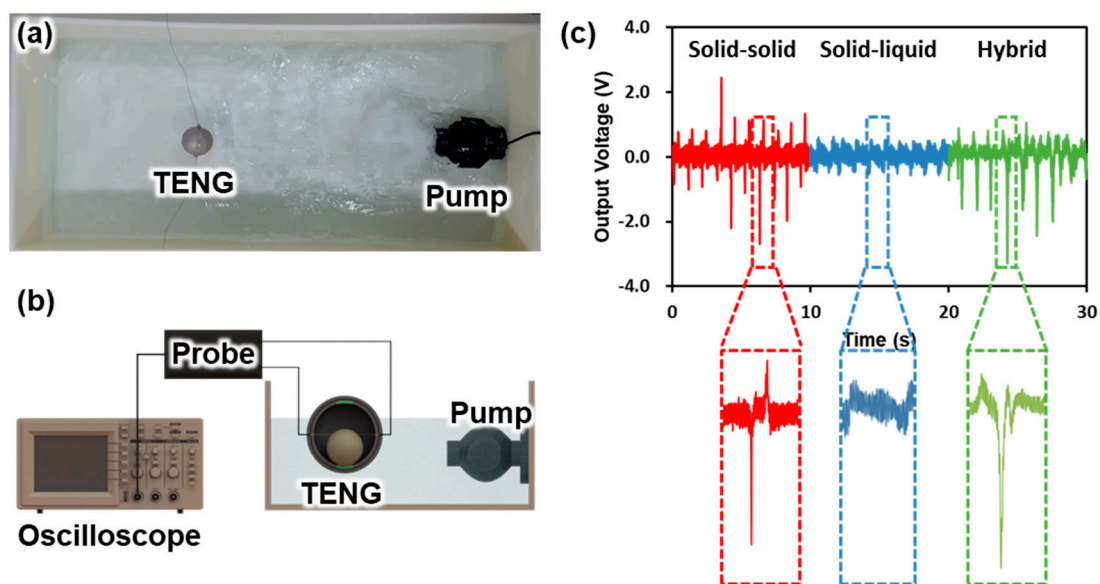 (a)
TENG
Pump
(b)
Probe
Pump
TENG
Oscilloscope
(c)
Solid-solid Solid-liquid Hybrid
Output Voltage (V)
4.0
2.0
0.0
-2.0
-4.0
0 10 20 30
Time (s)